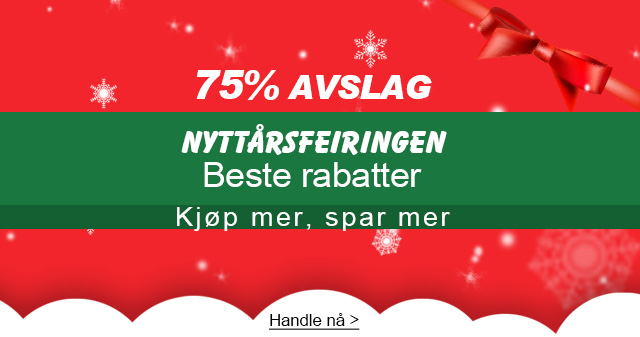 75% AVSLAG
NYTTÅRSFEIRINGEN
Beste rabatter
Kjøp mer, spar mer
Handle nå >